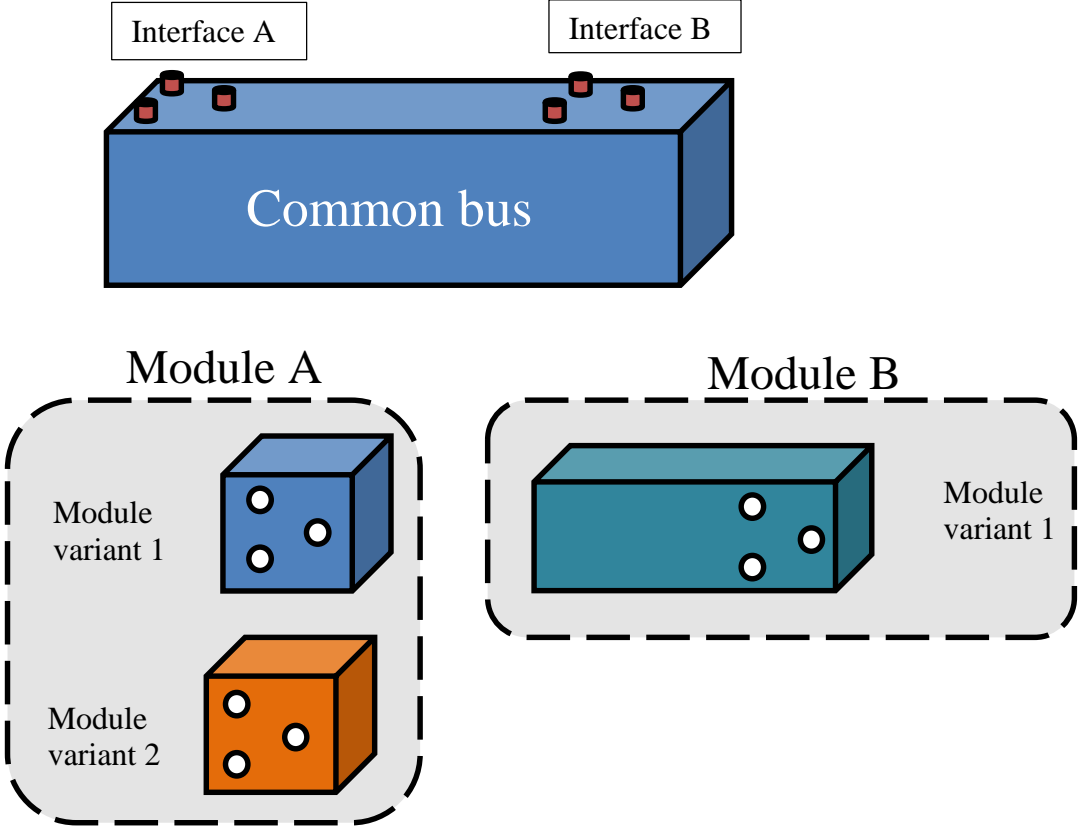 Interface A
Interface B
Common bus
Module A
Module
variant 1
Module
variant 2
Module B
Module
variant 1